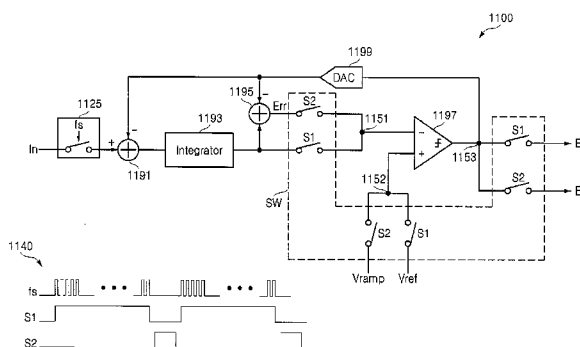 1100
1199
DAC
1195
1125
fs
Err
S2
1151
1197
1193
S1
In
+
1191
Integrator
S1
1153
E
1152
S2
E
SW
S2
S1
Vramp
Vref
1140
fs
S1
S2